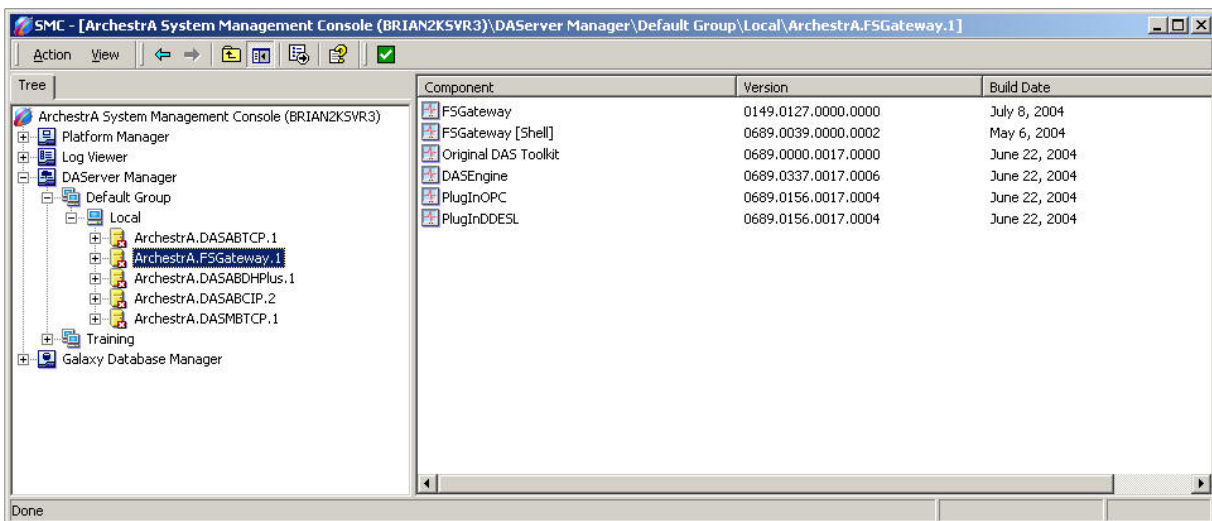 SMC - [ArchestrA System Management Console (BRIAN2KSVR3)\DAServer Manager\Default Group\Local\ArchestrA.FSGateway.1]
Action View
Tree
ArchestrA System Management Console (BRIAN2KSVR3)
Platform Manager
Log Viewer
DAServer Manager
Default Group
Local
ArchestrA.DASABTCP.1
ArchestrA.FSGateway.1
ArchestrA.DASABDHPlus.1
ArchestrA.DASABCIP.2
ArchestrA.DASMBTCP.1
Training
Galaxy Database Manager
Component Version Build Date
FSGateway 0149.0127.0000.0000 July 8, 2004
FSGateway [Shell] 0689.0039.0000.0002 May 6, 2004
Original DAS Toolkit 0689.0000.0017.0000 June 22, 2004
DASEngine 0689.0337.0017.0006 June 22, 2004
PlugInOPC 0689.0156.0017.0004 June 22, 2004
PlugInDDESL 0689.0156.0017.0004 June 22, 2004
Done